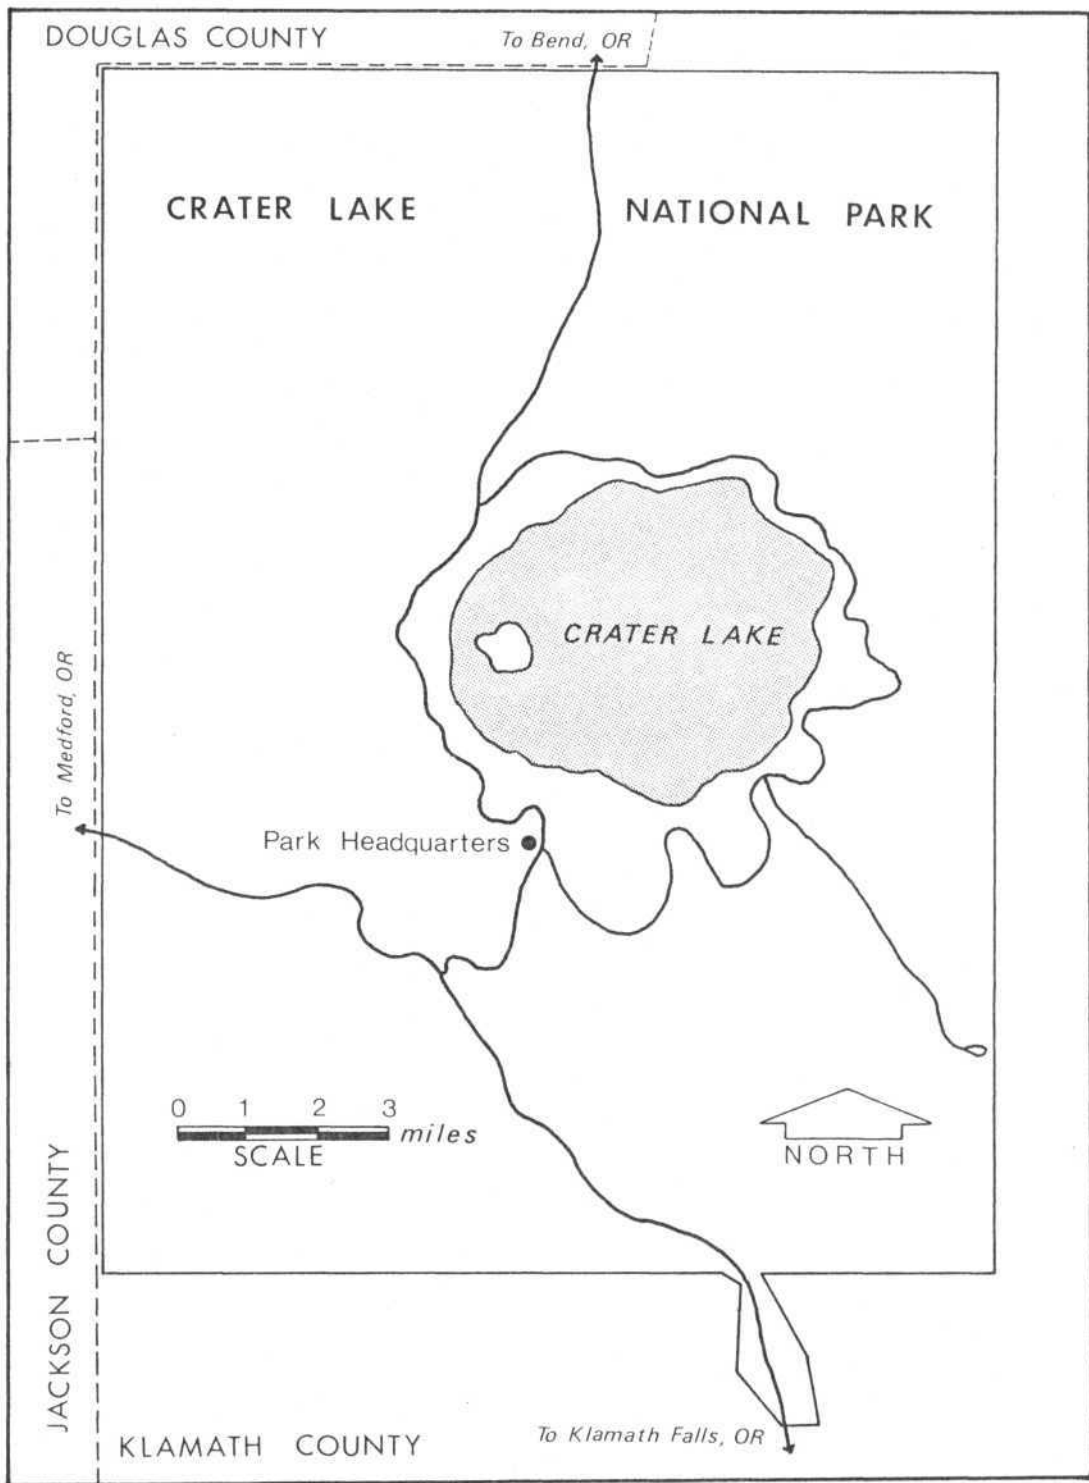 DOUGLAS COUNTY
To Bend, OR
CRATER LAKE NATIONAL PARK
CRATER LAKE
To Medford, OR
Park Headquarters
0 1 2 3
miles
SCALE
NORTH
JACKSON COUNTY
KLAMATH COUNTY
To Klamath Falls, OR